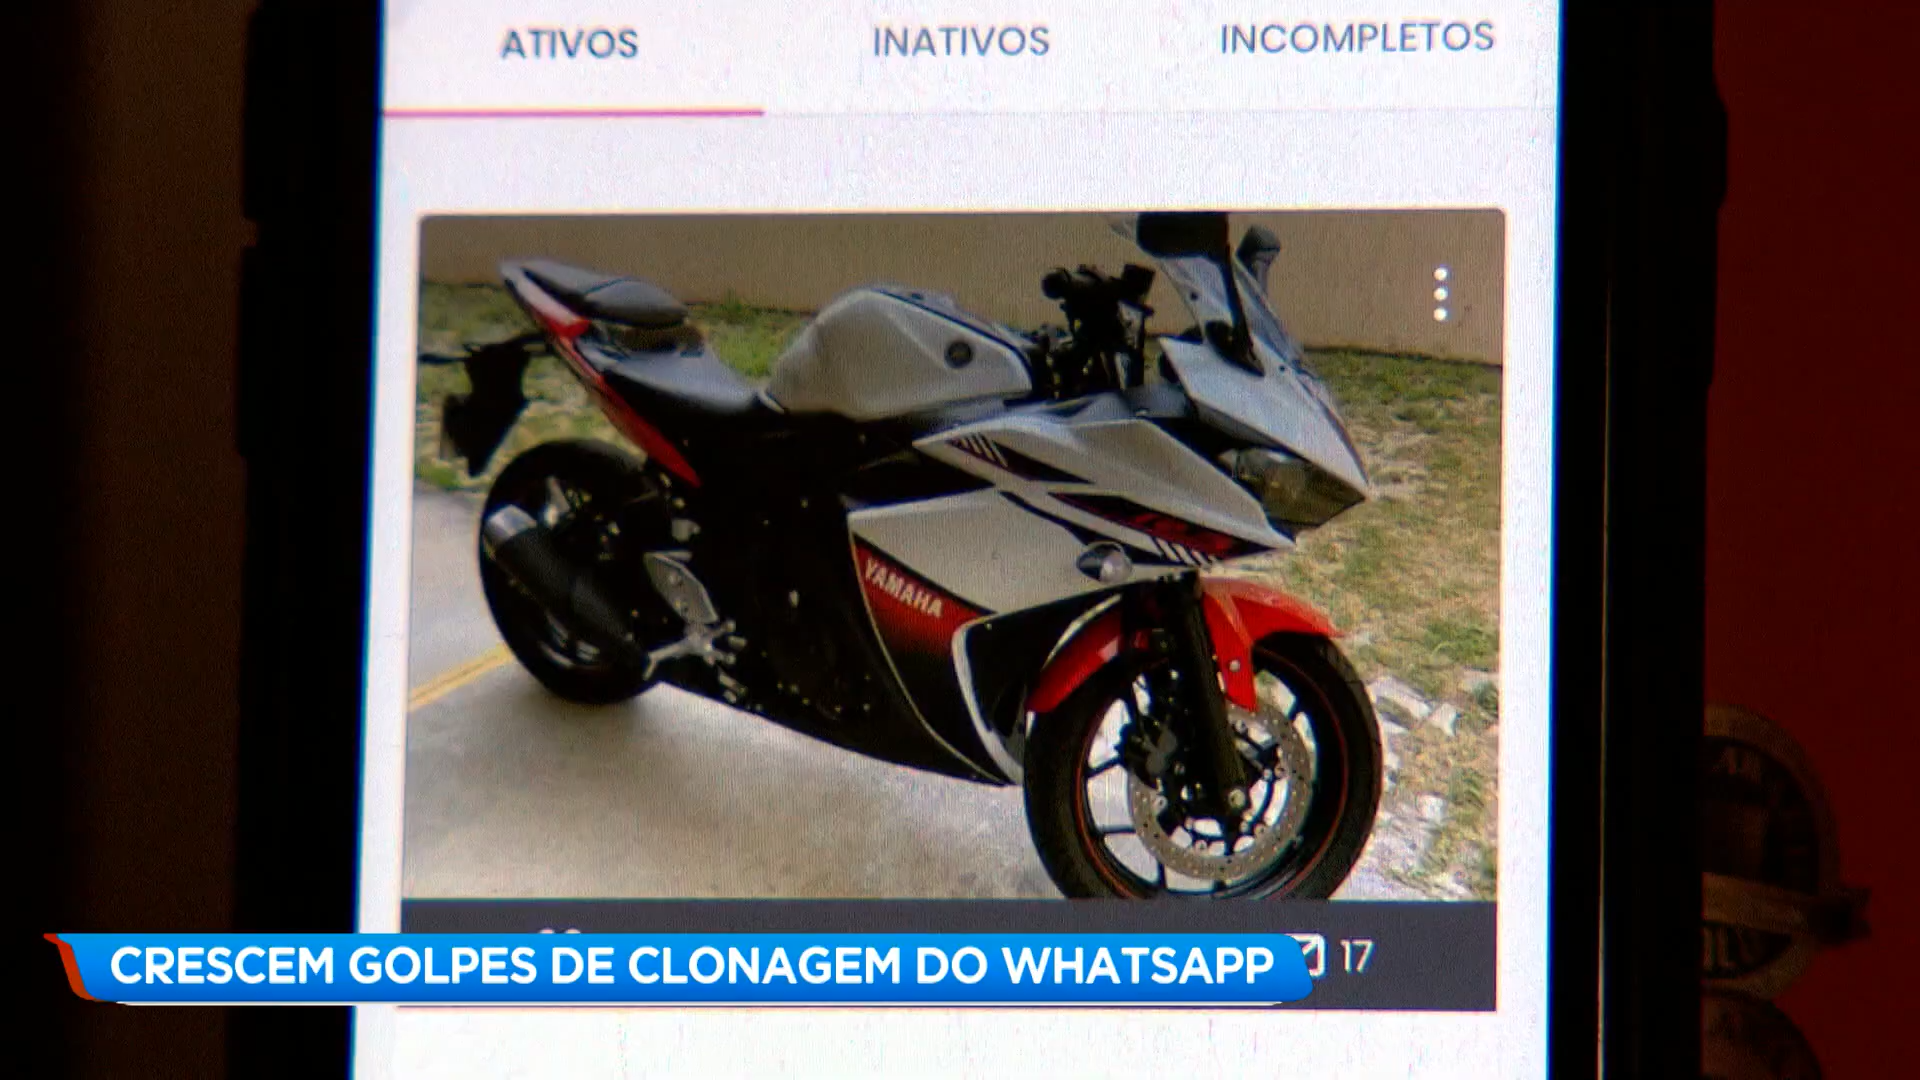 ATIVOS INATIVOS INCOMPLETOS
YAMAHA
CRESCEM GOLPES DE CLONAGEM DO WHATSAPP
17